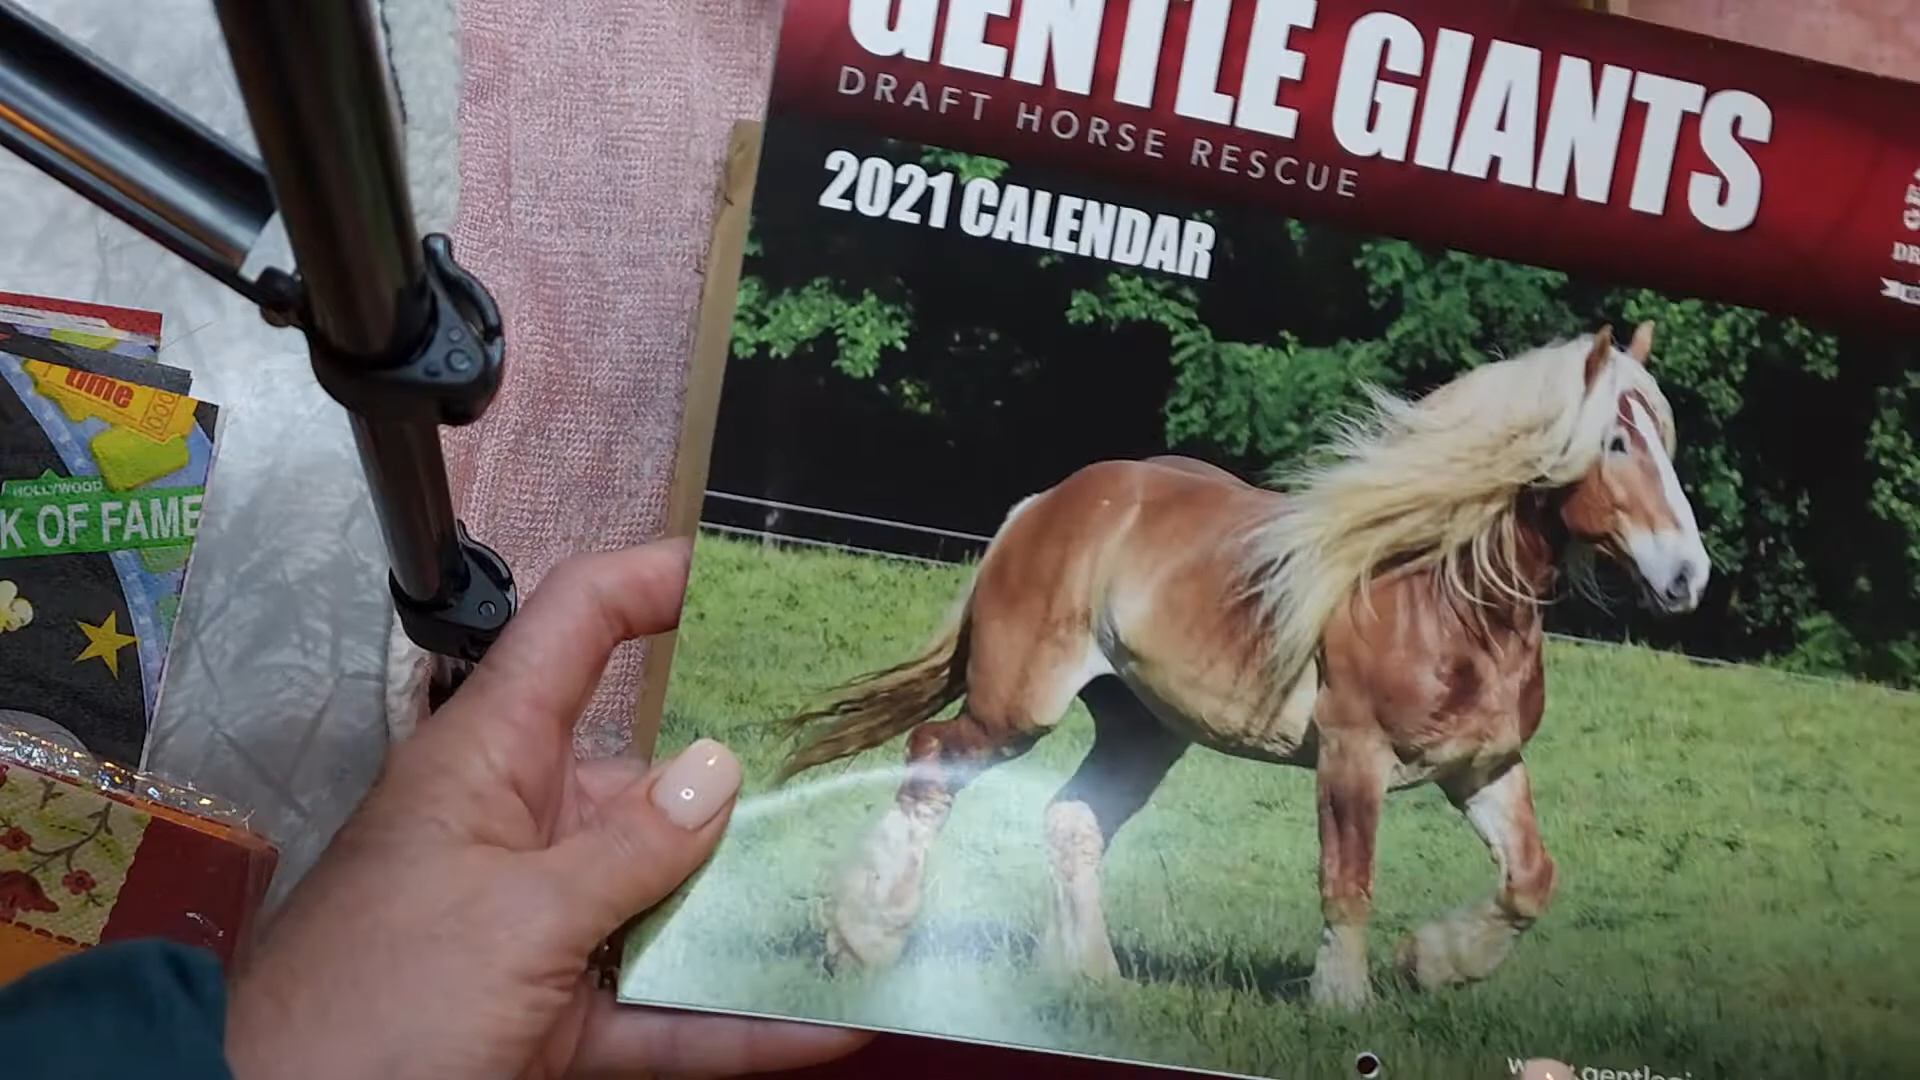 GENTLE GIANTS
DRAFT HORSE RESCUE
2021 CALENDAR
time
HOLLYWOOD
K OF FAME